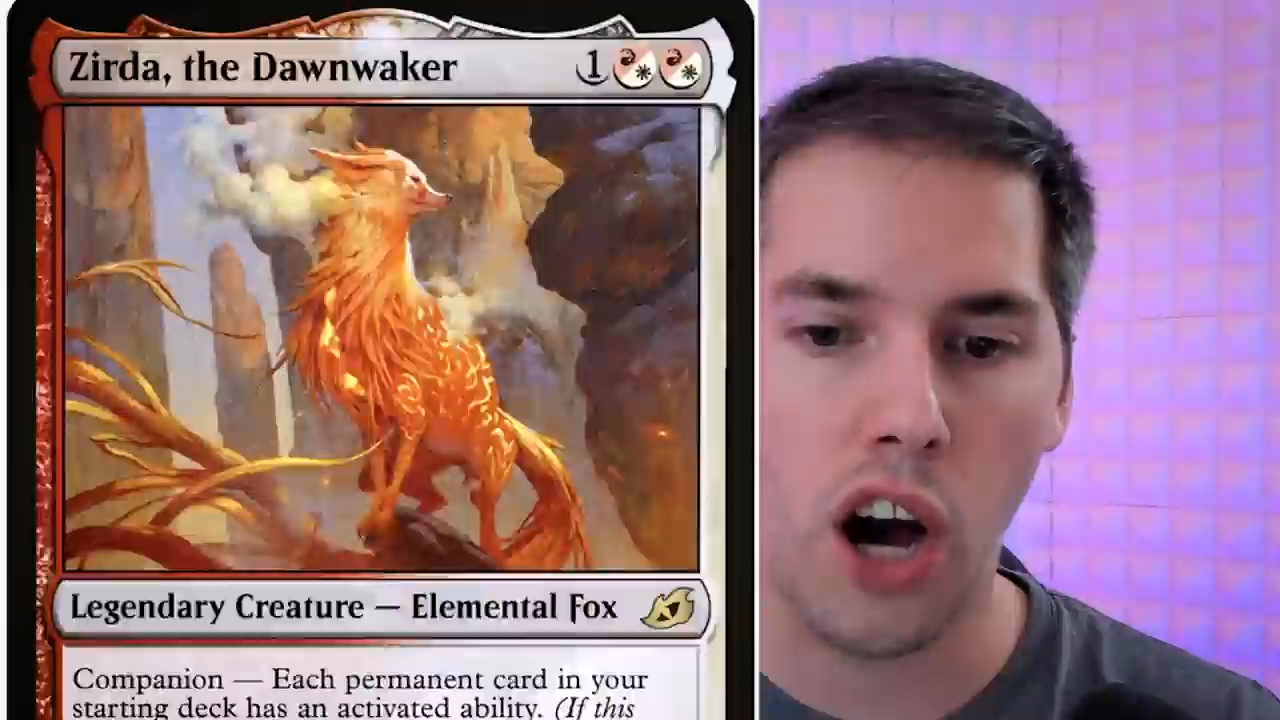 Zirda, the Dawnwaker 1
Legendary Creature — Elemental Fox
Companion — Each permanent card in your
starting deck has an activated ability. (If this